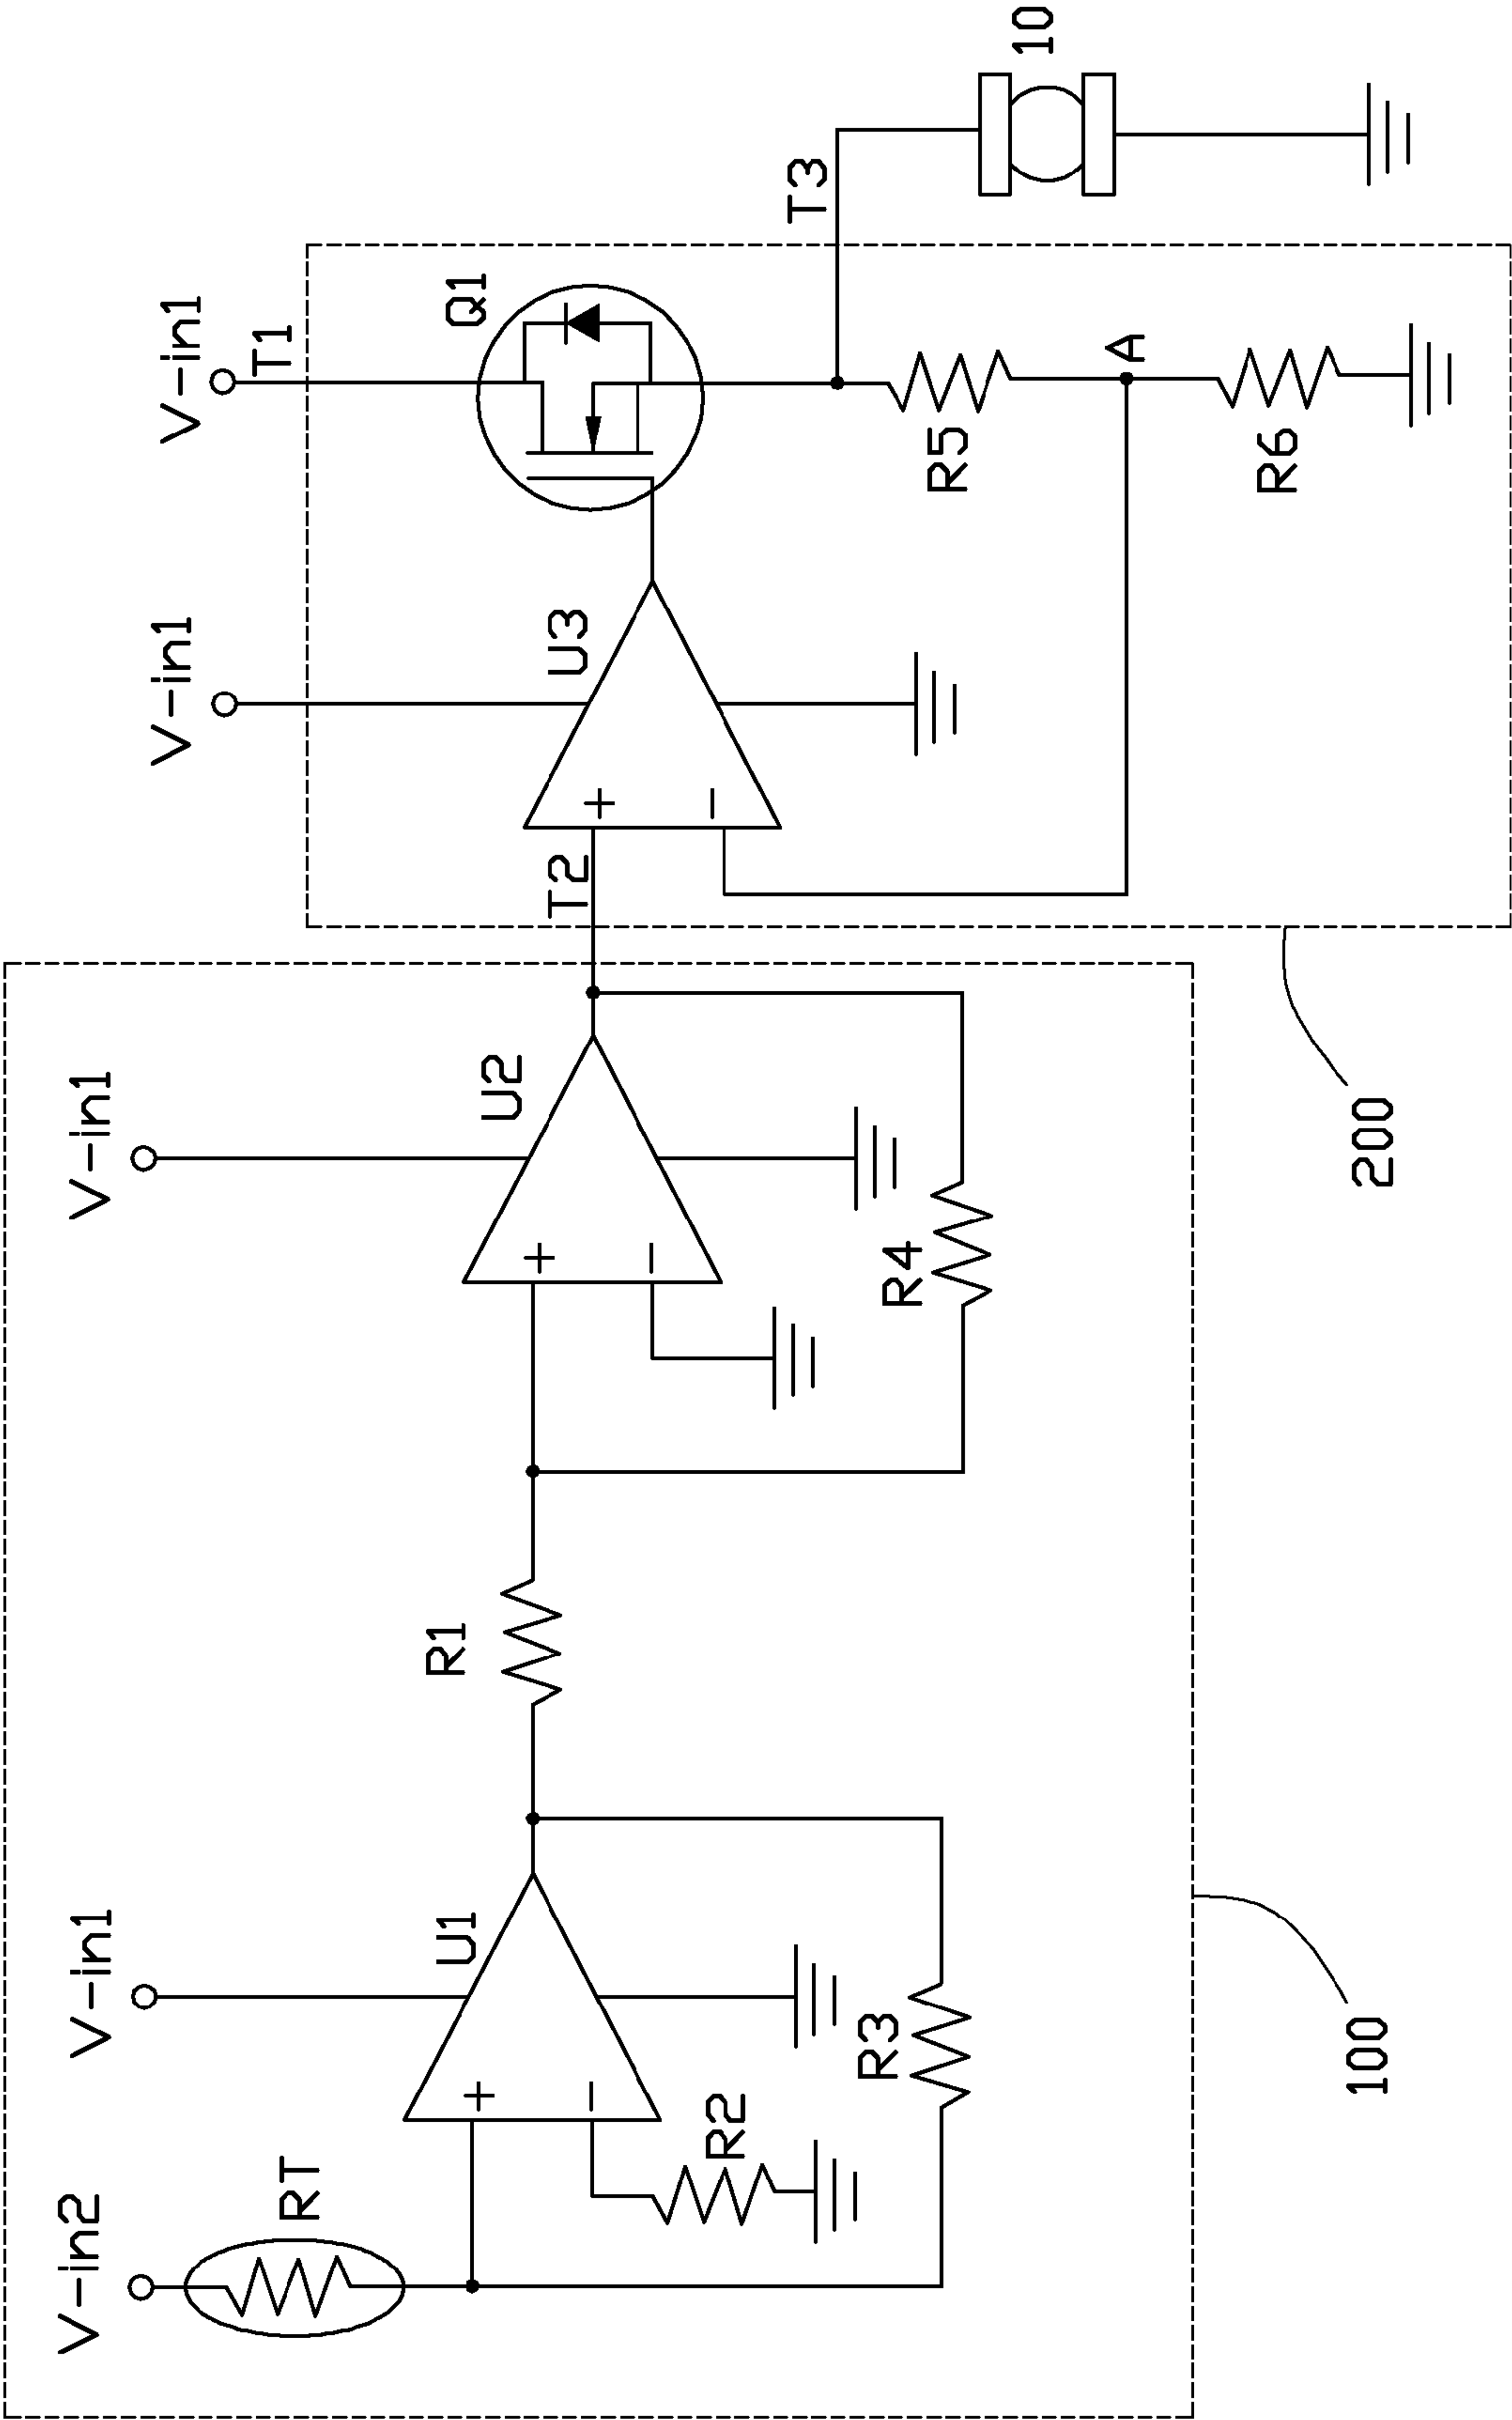 V-in2
RT
R2
+
-
U1
V-in1
R3
R1
+
-
U2
V-in1
R4
100
T2
+
-
U3
V-in1
Q1
V-in1
T1
T3
R5
A
R6
10
200